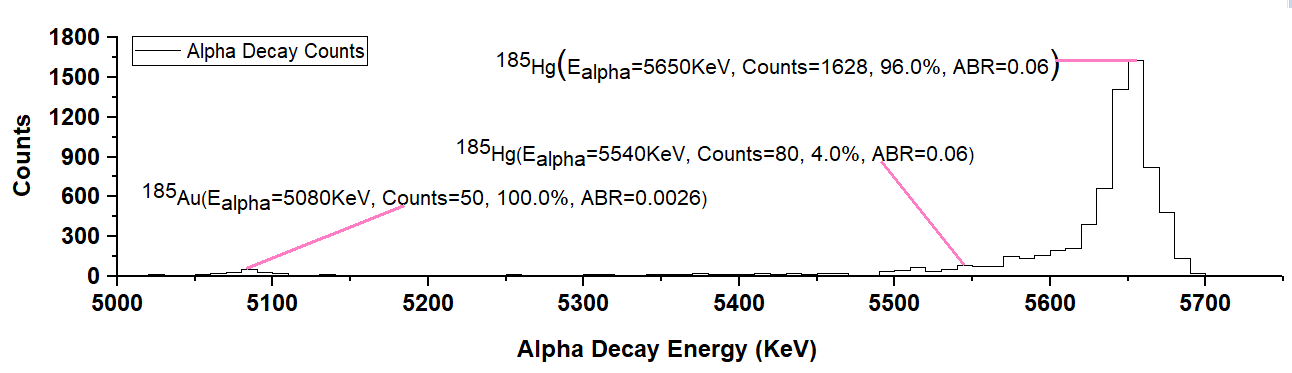 Alpha Decay Counts
185Hg(Ealpha=5650KeV, Counts=1628, 96.0%, ABR=0.06)
185Hg(Ealpha=5540KeV, Counts=80, 4.0%, ABR=0.06)
185Au(Ealpha=5080KeV, Counts=50, 100.0%, ABR=0.0026)
Counts
1800
1500
1200
900
600
300
0
5000 5100 5200 5300 5400 5500 5600 5700
Alpha Decay Energy (KeV)